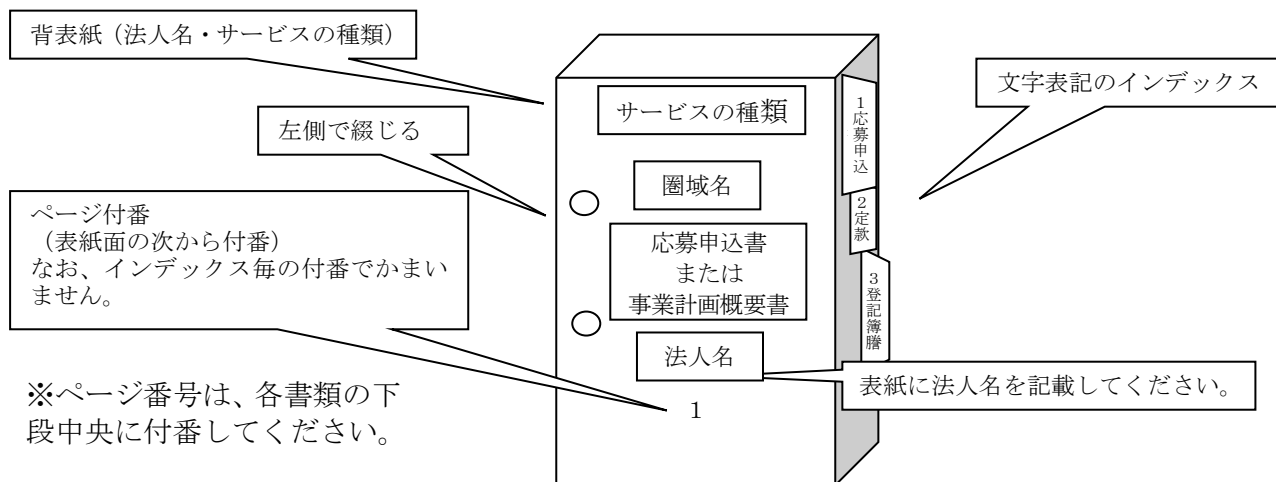 背表紙（法人名・サービスの種類）
文字表記のインデックス
サービスの種類
1応募申込
左側で綴じる
圏域名
2定款
ページ付番
（表紙面の次から付番）
なお、インデックス毎の付番でかまい
ません。
応募申込書
または
事業計画概要書
3登記簿謄
法人名
表紙に法人名を記載してください。
※ページ番号は、各書類の下
段中央に付番してください。
1